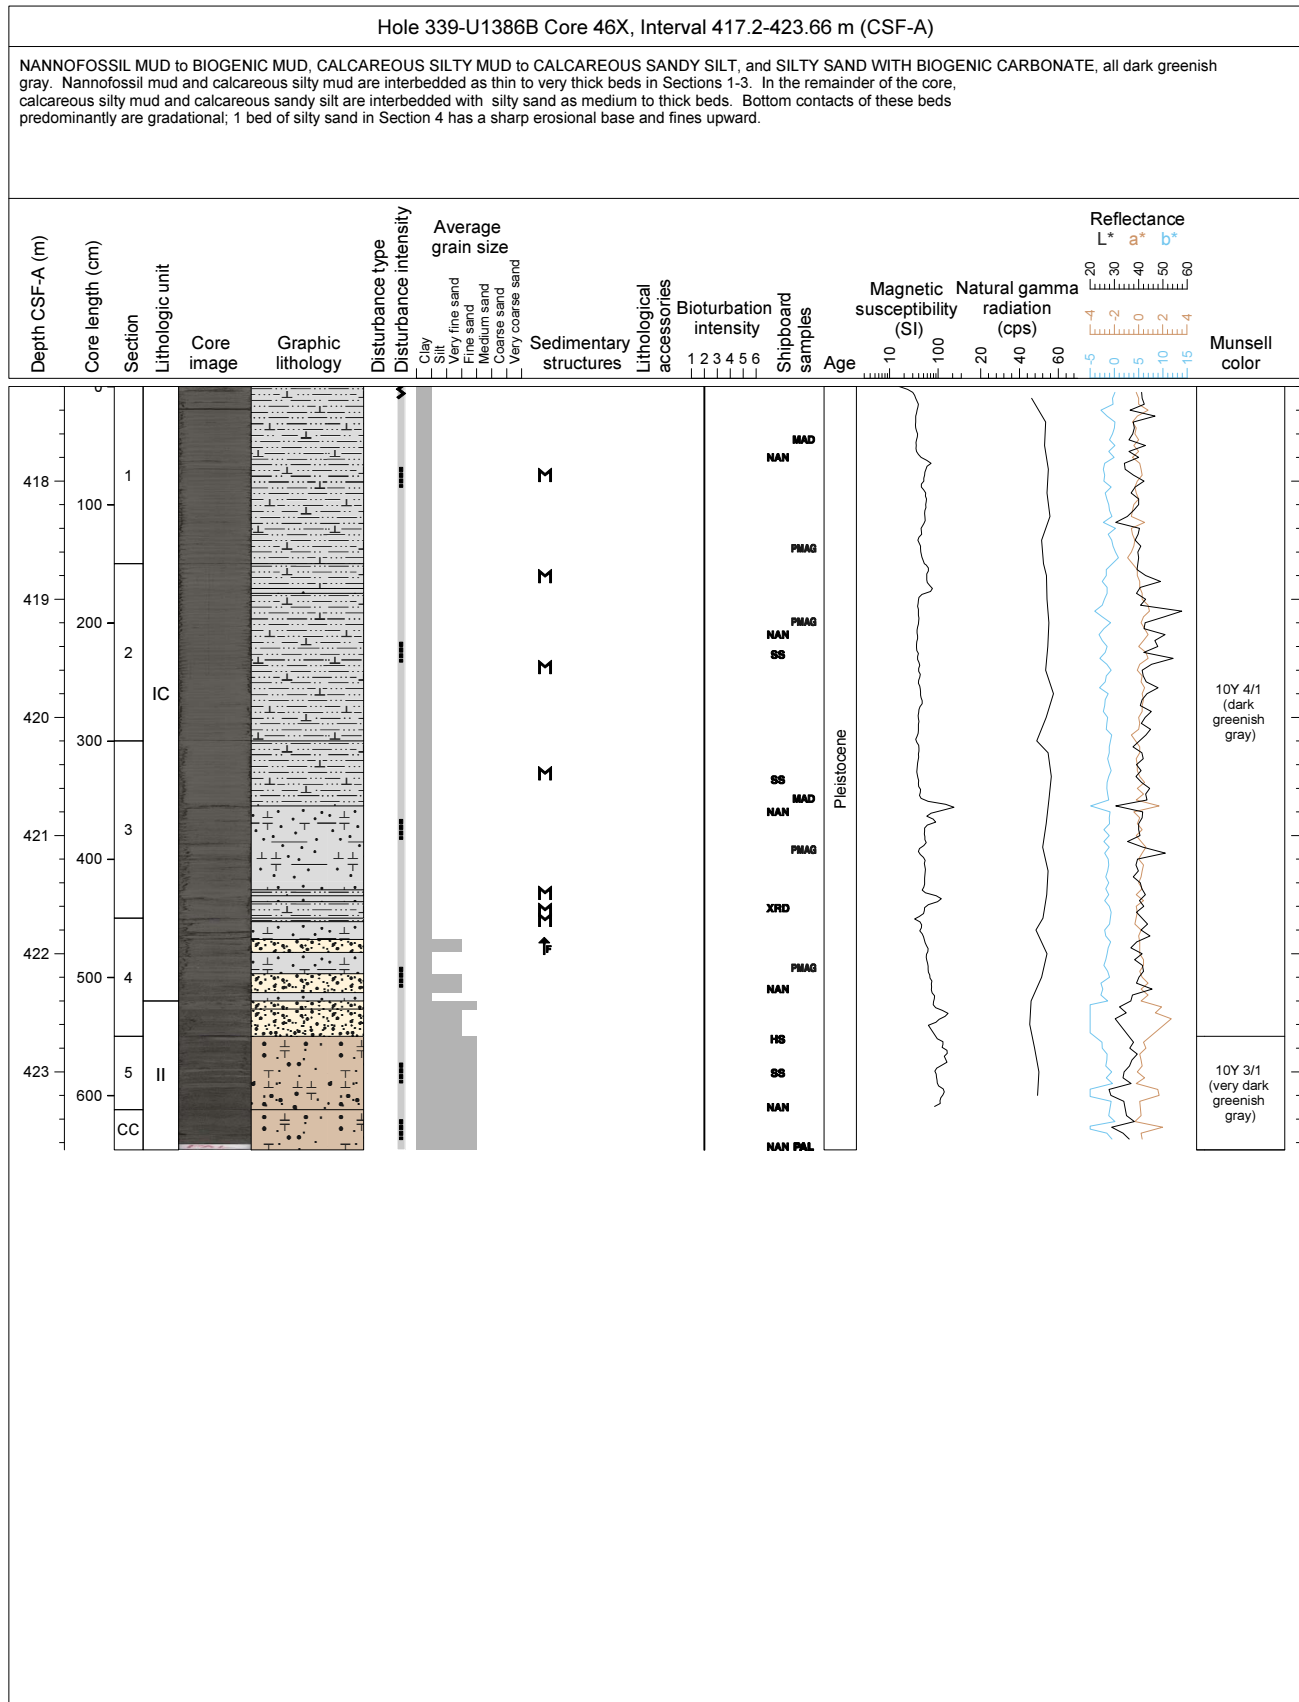 Hole 339-U1386B Core 46X, Interval 417.2-423.66 m (CSF-A)
NANNOFOSSIL MUD to BIOGENIC MUD, CALCAREOUS SILTY MUD to CALCAREOUS SANDY SILT, and SILTY SAND WITH BIOGENIC CARBONATE, all dark greenish
gray. Nannofossil mud and calcareous silty mud are interbedded as thin to very thick beds in Sections 1-3. In the remainder of the core,
calcareous silty mud and calcareous sandy silt are interbedded with silty sand as medium to thick beds. Bottom contacts of these beds
predominantly are gradational; 1 bed of silty sand in Section 4 has a sharp erosional base and fines upward.
Depth CSF-A (m)
Core length (cm)
Section
Lithologic unit
Core
image
Graphic
lithology
Disturbance type
Disturbance intensity
Average
grain size
Clay
Silt
Very fine sand
Fine sand
Medium sand
Coarse sand
Very coarse sand
Sedimentary
structures
Lithological
accessories
Bioturbation
intensity
1 2 3 4 5 6
Shipboard
samples
Age
Magnetic
susceptibility
(SI)
10 100
Natural gamma
radiation
(cps)
20 40 60
Reflectance
L* a* b*
20 30 40 50 60
-4 -2 0 2 4
-5 0 5 10 15
Munsell
color
418
419
420
421
422
423
0
100
200
300
400
500
600
1
2
3
4
5
CC
IC
II
F
MAD
NAN
PMAG
PMAG
NAN
SS
SS
MAD
NAN
PMAG
XRD
PMAG
NAN
HS
SS
NAN
NAN PAL
Pleistocene
10Y 4/1
(dark
greenish
gray)
10Y 3/1
(very dark
greenish
gray)